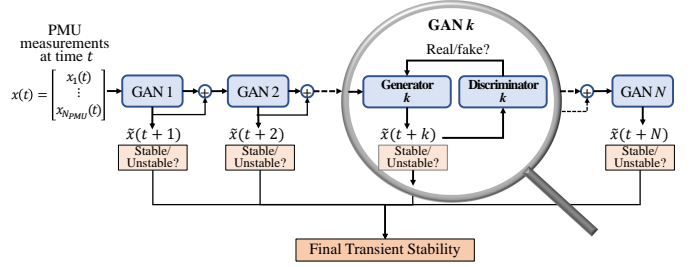 PMU
measurements
at time t
x(t) = [x₁(t) ⋮ x_{N_{PMU}}(t)]
GAN 1
+
GAN 2
+
GAN k
Real/fake?
Generator
k
Discriminator
k
+
GAN N
x̃(t + 1)
x̃(t + 2)
x̃(t + k)
x̃(t + N)
Stable/
Unstable?
Stable/
Unstable?
Stable/
Unstable?
Stable/
Unstable?
Final Transient Stability